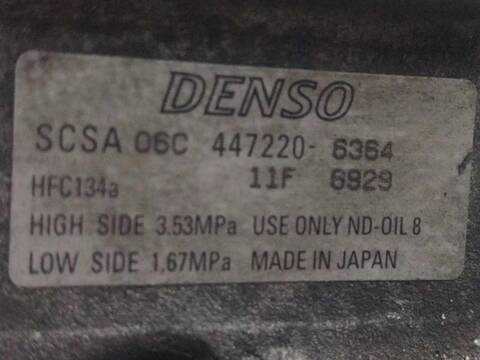 DENSO
SCSA 06C 447220-6364
HFC134a 11F 6929
HIGH SIDE 3.53MPa USE ONLY ND-OIL 8
LOW SIDE 1.67MPa MADE IN JAPAN